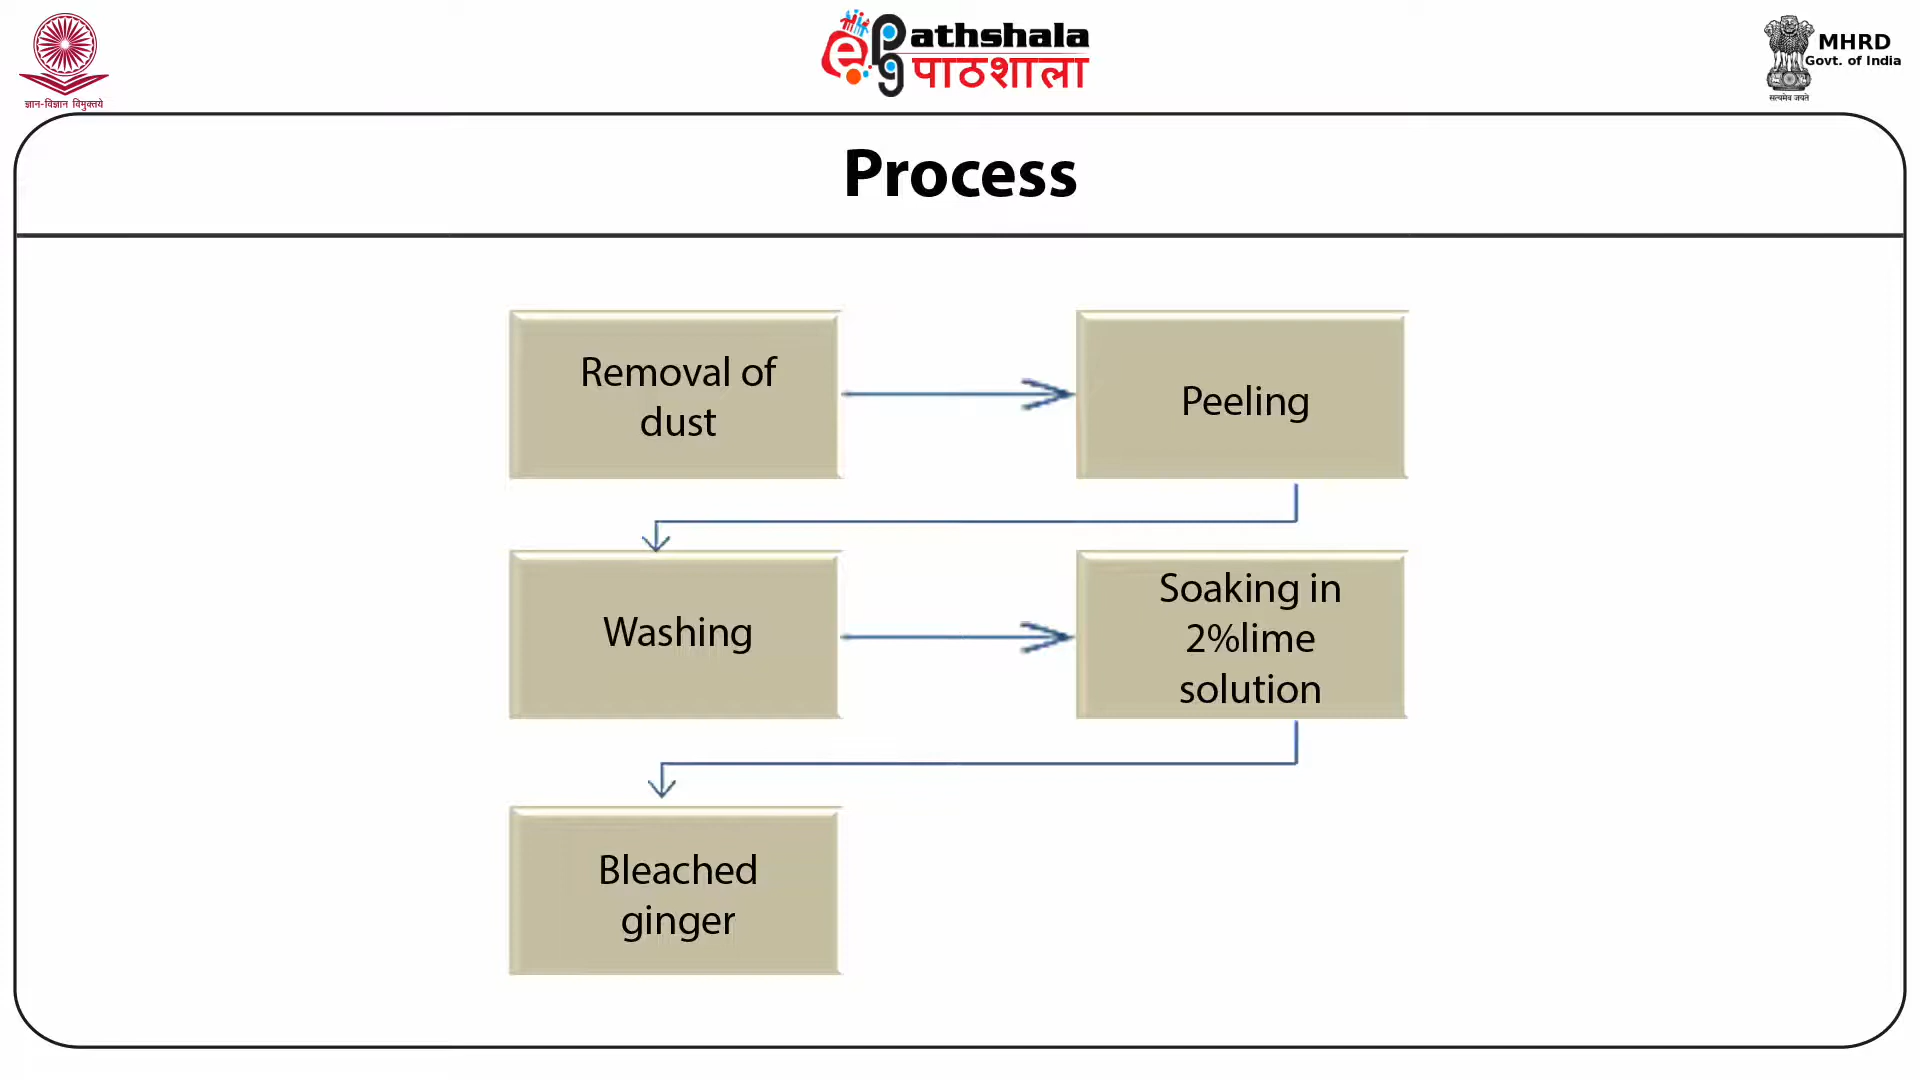 ज्ञान-विज्ञान विमुक्तये
ePathshala
पाठशाला
MHRD
Govt. of India
सत्यमेव जयते
Process
Removal of
dust
Peeling
Washing
Soaking in
2%lime
solution
Bleached
ginger